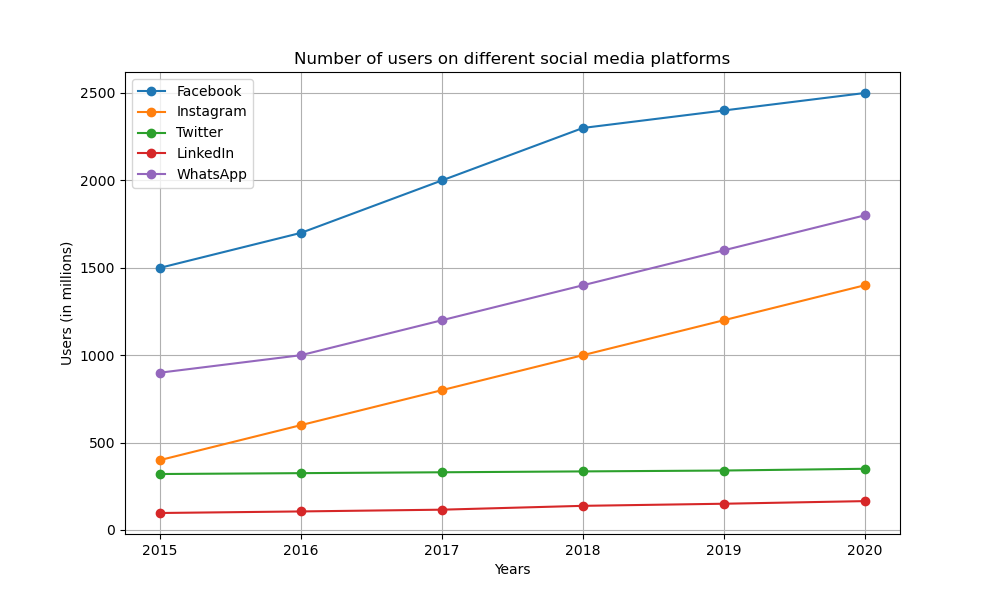 Number of users on different social media platforms
Facebook
Instagram
Twitter
LinkedIn
WhatsApp
2500
2000
1500
1000
500
0
Users (in millions)
2015 2016 2017 2018 2019 2020
Years